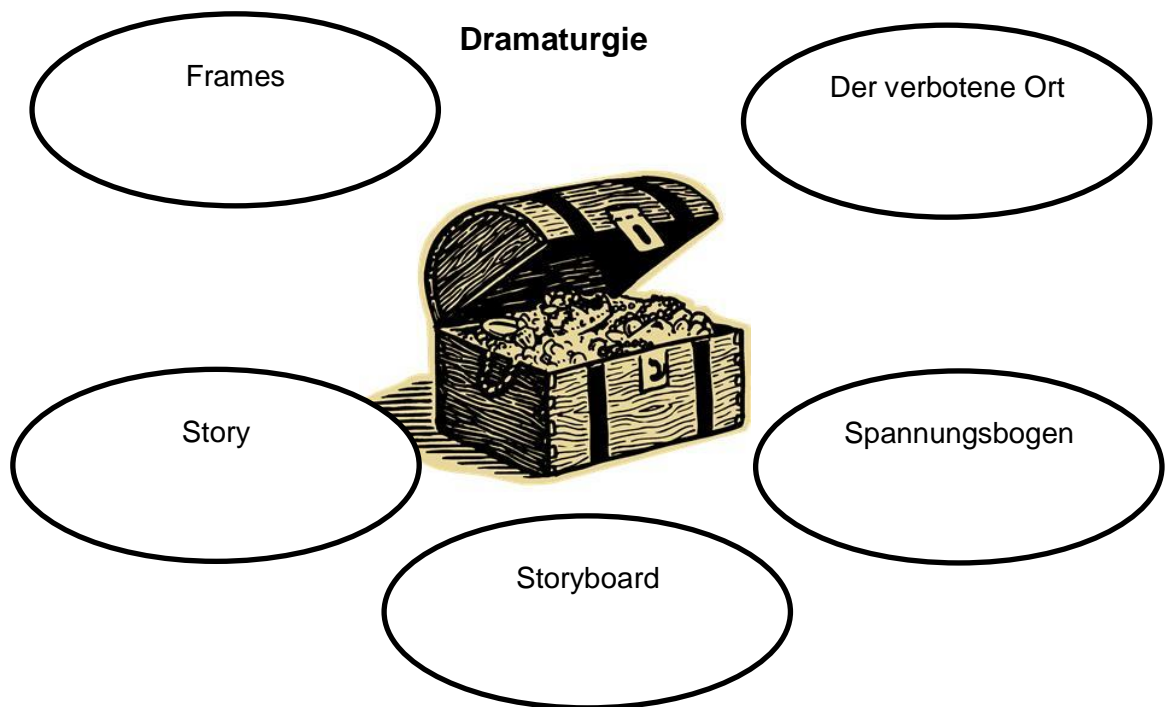 Dramaturgie
Frames
Der verbotene Ort
Story
Spannungsbogen
Storyboard